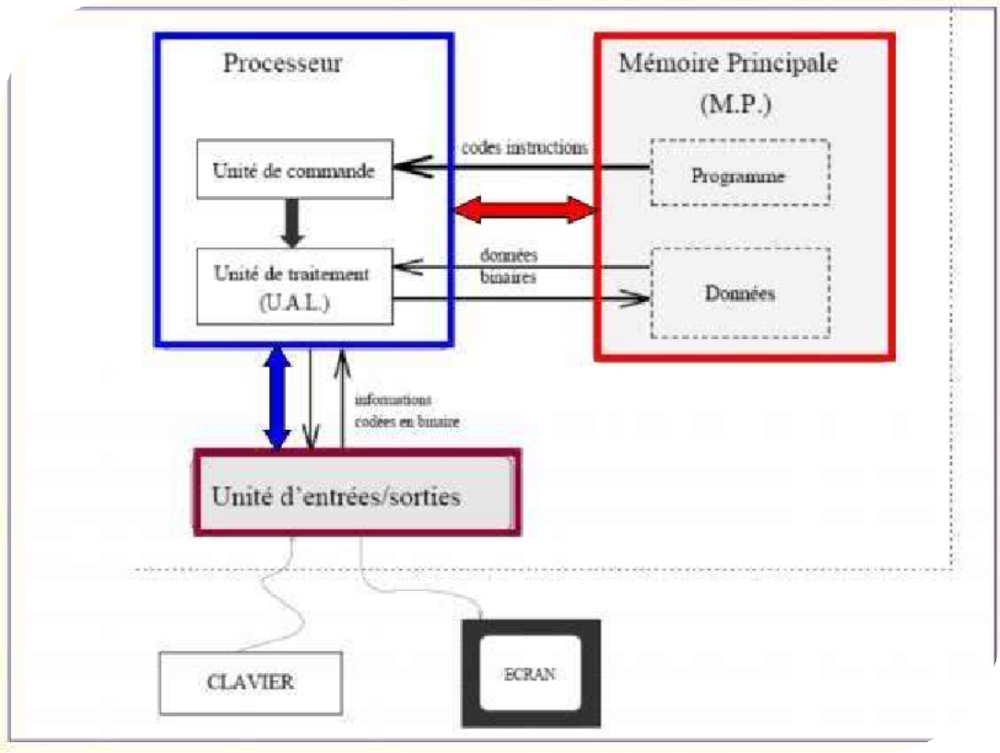 Processeur
Mémoire Principale
(M.P.)
codes instructions
Unité de commande
Programme
données
binaires
Unité de traitement
(U.A.L.)
Données
informations
codées en binaire
Unité d'entrées/sorties
CLAVIER
ECRAN